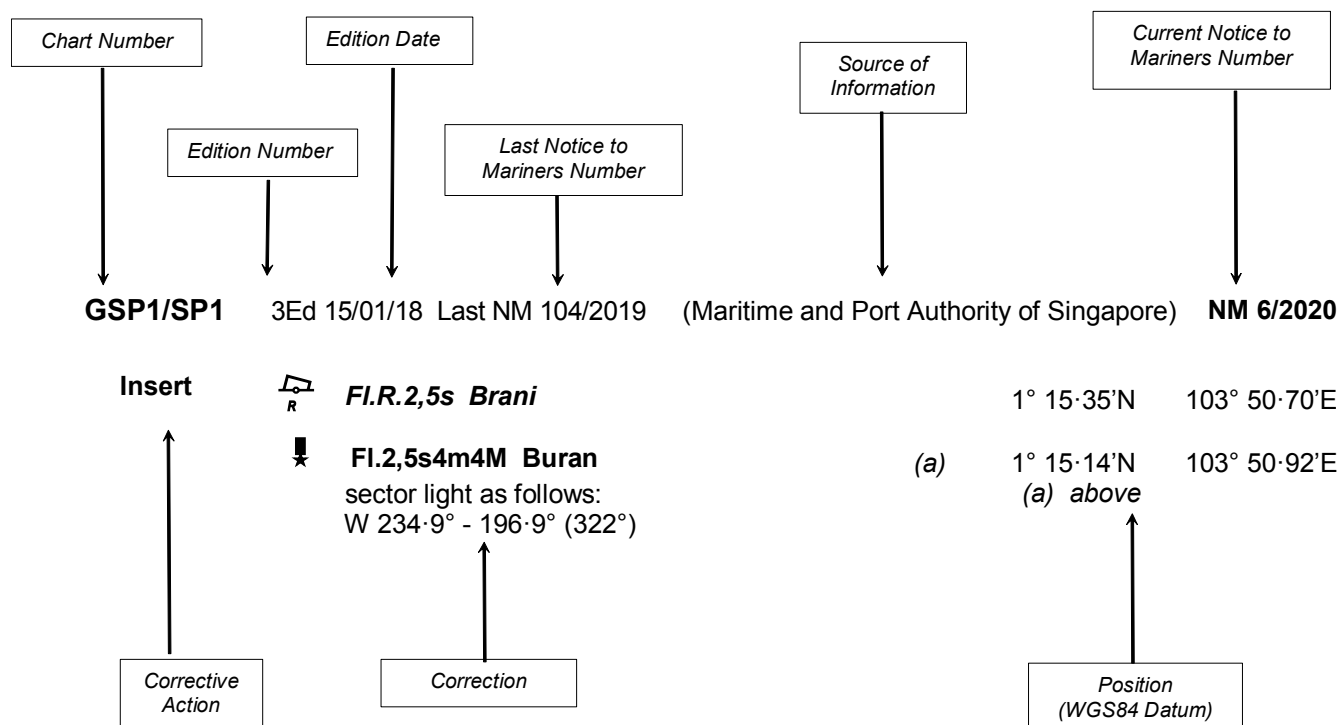 Chart Number
Edition Date
Source of
Information
Current Notice to
Mariners Number
Edition Number
Last Notice to
Mariners Number
GSP1/SP1 3Ed 15/01/18 Last NM 104/2019 (Maritime and Port Authority of Singapore) NM 6/2020
Insert R Fl.R.2,5s Brani 1° 15·35’N 103° 50·70’E
Fl.2,5s4m4M Buran (a) 1° 15·14’N 103° 50·92’E
sector light as follows: (a) above
W 234·9° - 196·9° (322°)
Corrective
Action
Correction
Position
(WGS84 Datum)